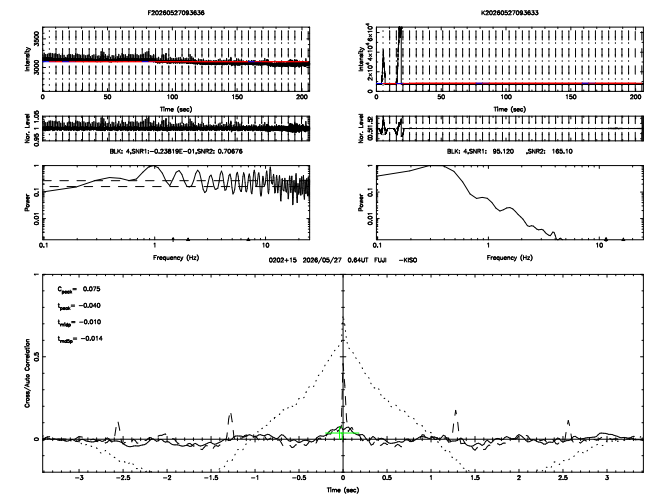 F20260527093636
K20260527093633
Intensity
3500
3000
0
50
100
150
200
Time (sec)
Intensity
6×10⁴
4×10⁴
2×10⁴
0
0
50
100
150
200
Time (sec)
Nor. Level
1.05
1
0.95
BLK: 4,SNR1:-0.23819E-01,SNR2: 0.70676
Nor. Level
BLK: 4,SNR1: 95.120 ,SNR2: 165.10
Power
1
0.1
0.01
0.1
1
10
Frequency (Hz)
Power
1
0.1
0.01
0.1
1
10
Frequency (Hz)
0202+15 2026/05/27 0.64UT FUJI -KISO
Cross/Auto Correlation
1
0.5
0
Cpeak= 0.075
tpeak= -0.040
tmidp= -0.010
-3
-2.5
-2
-1.5
-1
-0.5
0
0.5
1
1.5
2
2.5
3
Time (sec)